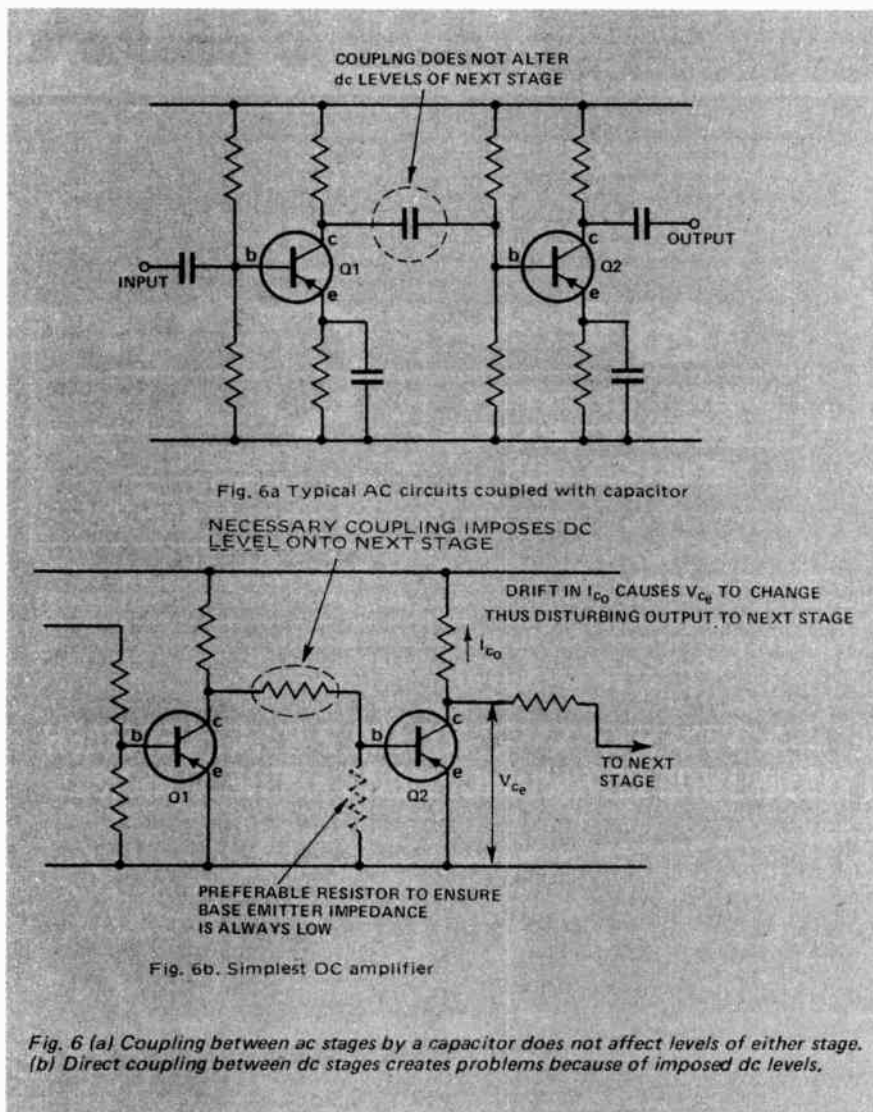 COUPLNG DOES NOT ALTER
dc LEVELS OF NEXT STAGE
INPUT
b
c
Q1
e
b
c
Q2
e
OUTPUT
Fig. 6a Typical AC circuits coupled with capacitor
NECESSARY COUPLING IMPOSES DC
LEVEL ONTO NEXT STAGE
DRIFT IN Ico CAUSES Vce TO CHANGE
THUS DISTURBING OUTPUT TO NEXT STAGE
Ico
b
c
Q1
e
b
c
Q2
e
Vce
TO NEXT
STAGE
PREFERABLE RESISTOR TO ENSURE
BASE EMITTER IMPEDANCE
IS ALWAYS LOW
Fig. 6b. Simplest DC amplifier
Fig. 6 (a) Coupling between ac stages by a capacitor does not affect levels of either stage.
(b) Direct coupling between dc stages creates problems because of imposed dc levels.